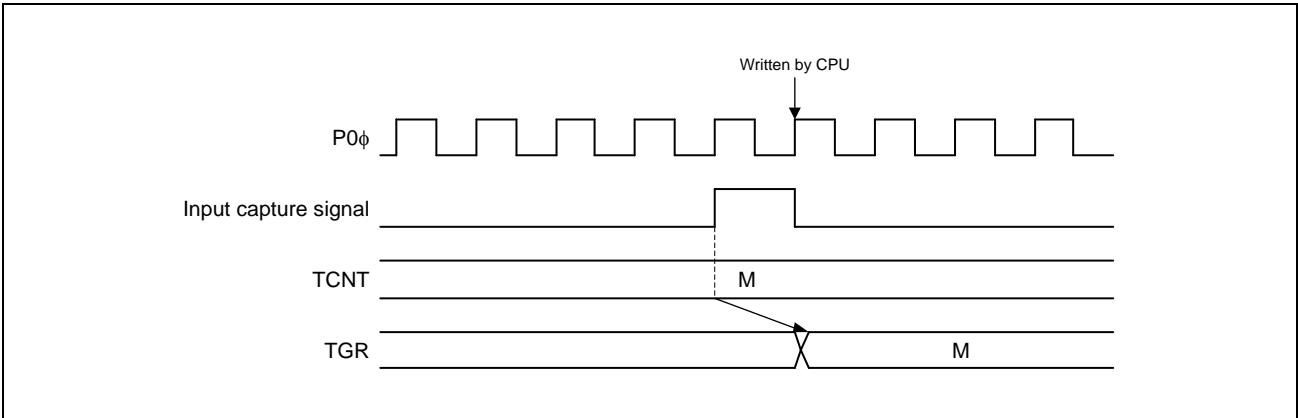 Written by CPU
P0ϕ
Input capture signal
TCNT M
TGR M